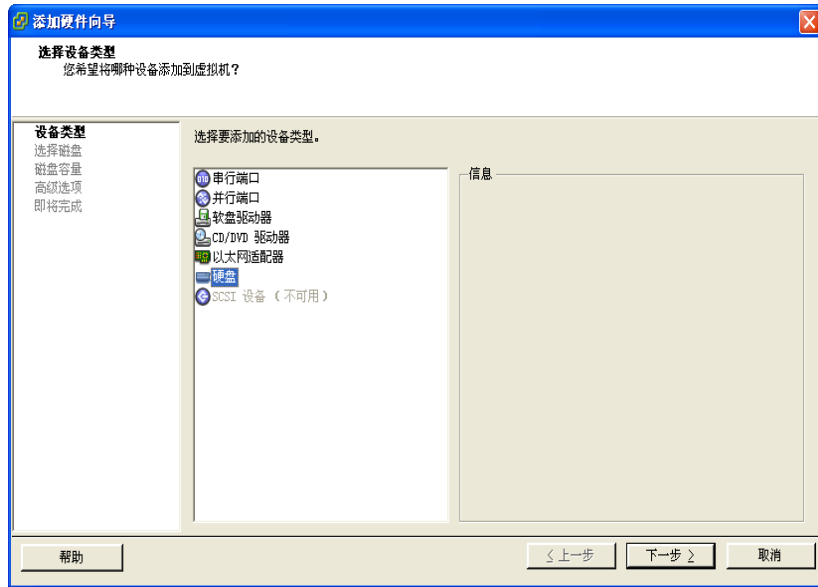 添加硬件向导
选择设备类型
您希望将哪种设备添加到虚拟机？
设备类型
选择磁盘
磁盘容量
高级选项
即将完成
选择要添加的设备类型。
串行端口
并行端口
软盘驱动器
CD/DVD 驱动器
以太网适配器
硬盘
SCSI 设备 (不可用)
信息
帮助
≤上一步
下一步 ≥
取消